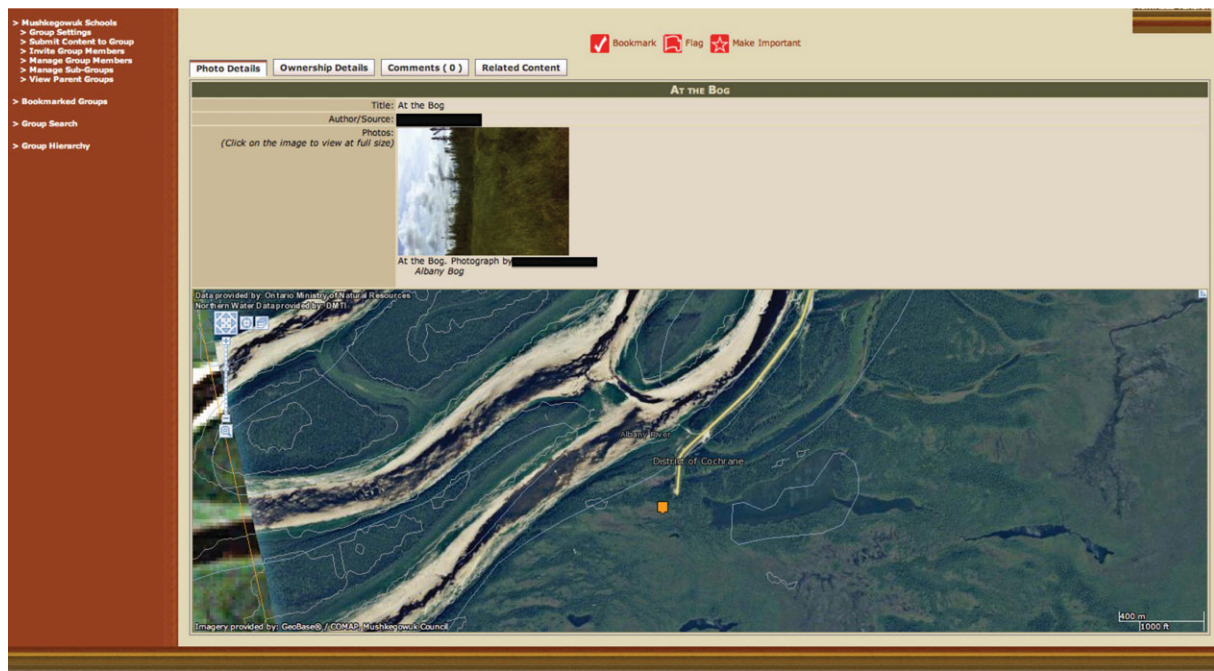 > Mushkegowuk Schools
> Group Settings
> Submit Content to Group
> Invite Group Members
> Manage Group Members
> Manage Sub-Groups
> View Parent Groups
> Bookmarked Groups
> Group Search
> Group Hierarchy
Bookmark Flag Make Important
Photo Details Ownership Details Comments ( 0 ) Related Content
At the Bog
Title: At the Bog
Author/Source:
Photos:
(Click on the image to view at full size)
At the Bog. Photograph by
Albany Bog
Data provided by: Ontario Ministry of Natural Resources
Northern Water Data provided by: DMTI
Albany River
District of Cochrane
400 m
1000 ft
Imagery provided by: GeoBase® / COMAP, Mushkegowuk Council